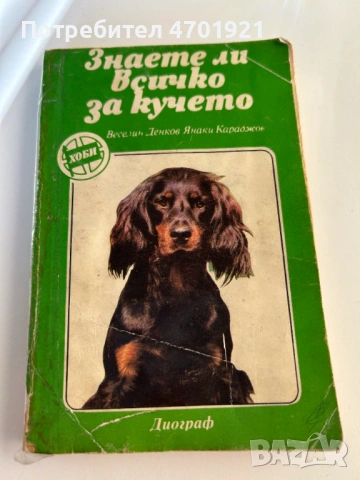 Потребител 4701921
Знаете ли
всичко
за кучето
Веселин Денков Янаки Караджов
ХОБИ
Диограф
BAZAR